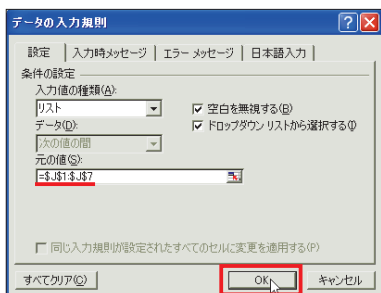 データの入力規則
設定 入力時メッセージ エラー メッセージ 日本語入力
条件の設定
入力値の種類(A):
リスト 空白を無視する(B)
データ(D): ドロップダウン リストから選択する(I)
次の値の間
元の値(S):
=$J$1:$J$7
同じ入力規則が設定されたすべてのセルに変更を適用する(P)
すべてクリア(C) OK キャンセル